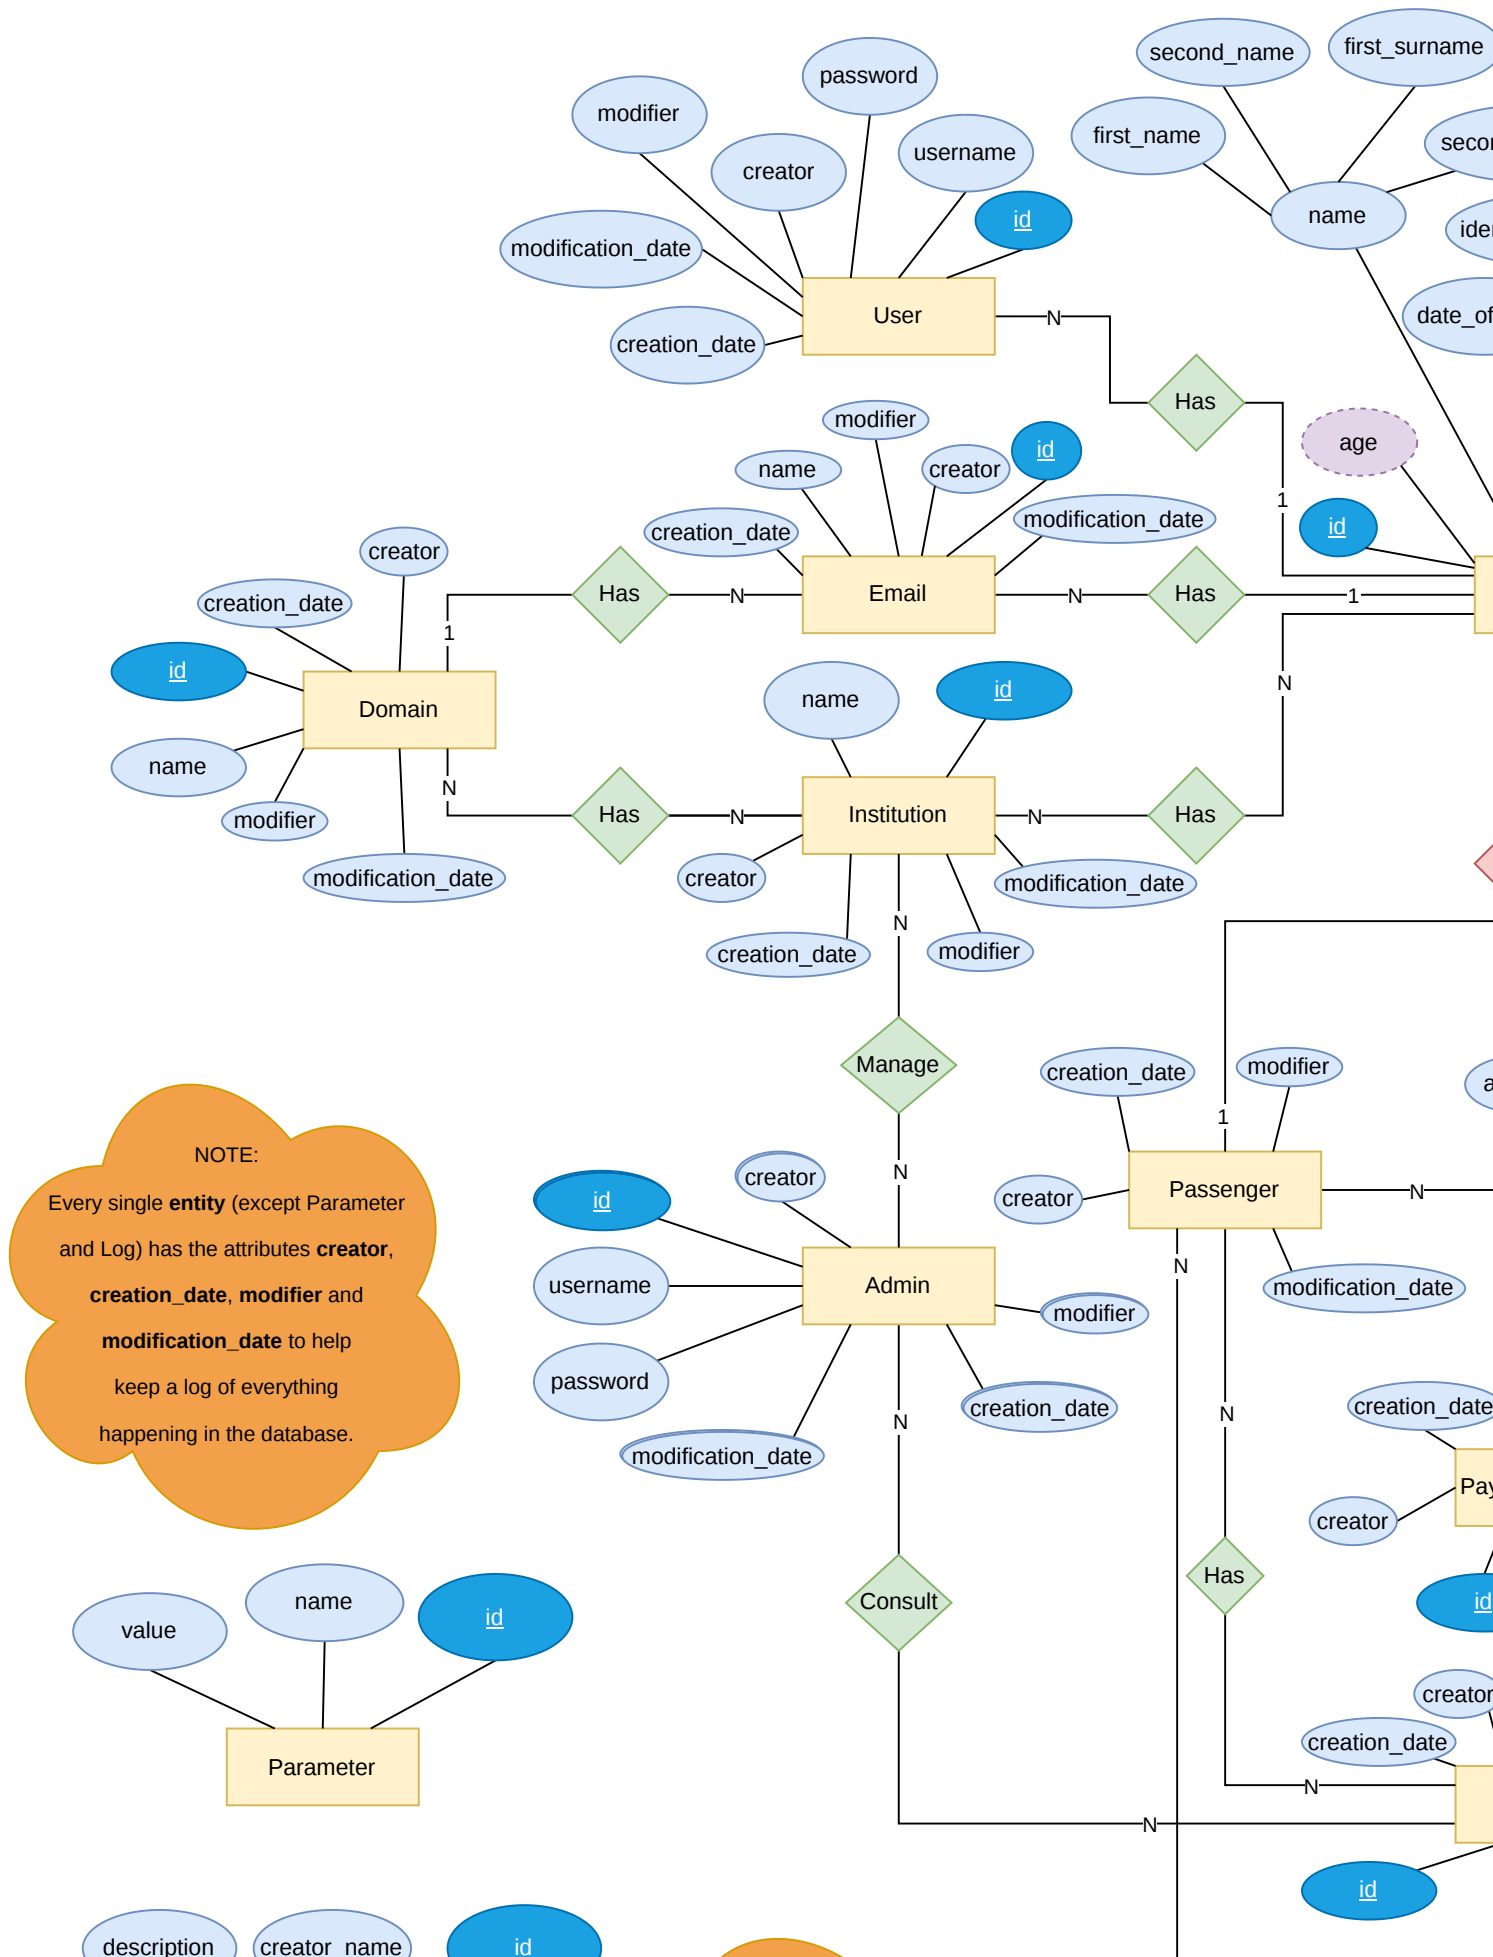 second_name
first_surname
password
modifier
first_name
username
creator
name
id
modification_date
User
N
creation_date
Has
modifier
age
id
name
creator
1
id
modification_date
creation_date
creator
Has
N
Email
N
Has
1
creation_date
1
id
name
id
N
Domain
name
N
Has
N
Institution
N
Has
modifier
creator
modification_date
modification_date
N
creation_date
modifier
Manage
creation_date
modifier
1
NOTE:
Every single entity (except Parameter
and Log) has the attributes creator,
creation_date, modifier and
modification_date to help
keep a log of everything
happening in the database.
N
creator
id
creator
Passenger
N
username
Admin
N
modification_date
modifier
password
creation_date
creation_date
N
N
modification_date
creator
Has
Consult
id
name
id
value
creator
creation_date
Parameter
N
N
id
description
creator_name
id